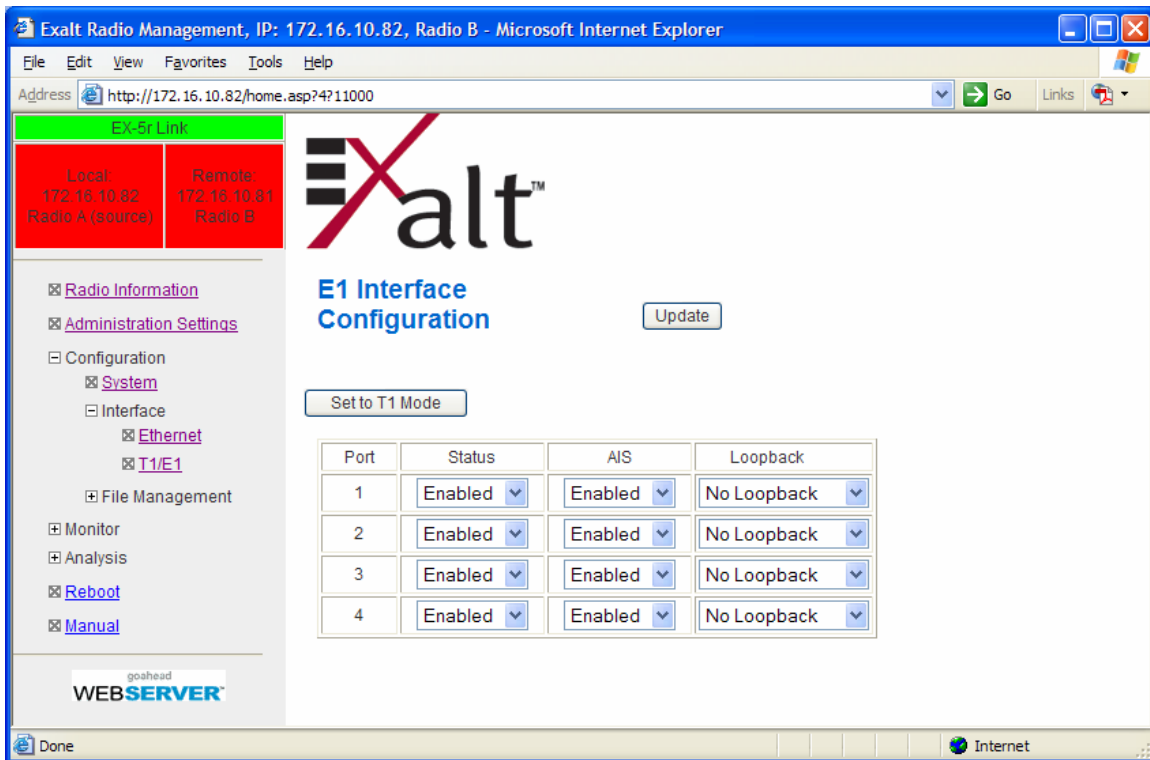 Exalt Radio Management, IP: 172.16.10.82, Radio B - Microsoft Internet Explorer
File Edit View Favorites Tools Help
Address http://172.16.10.82/home.asp?4?11000 Go Links
EX-5r Link
Local:
172.16.10.82
Radio A (source)
Remote:
172.16.10.81
Radio B
Radio Information
Administration Settings
Configuration
System
Interface
Ethernet
T1/E1
File Management
Monitor
Analysis
Reboot
Manual
goahead
WEBSERVER
Exalt™
E1 Interface
Configuration
Update
Set to T1 Mode
Port Status AIS Loopback
1 Enabled Enabled No Loopback
2 Enabled Enabled No Loopback
3 Enabled Enabled No Loopback
4 Enabled Enabled No Loopback
Done Internet